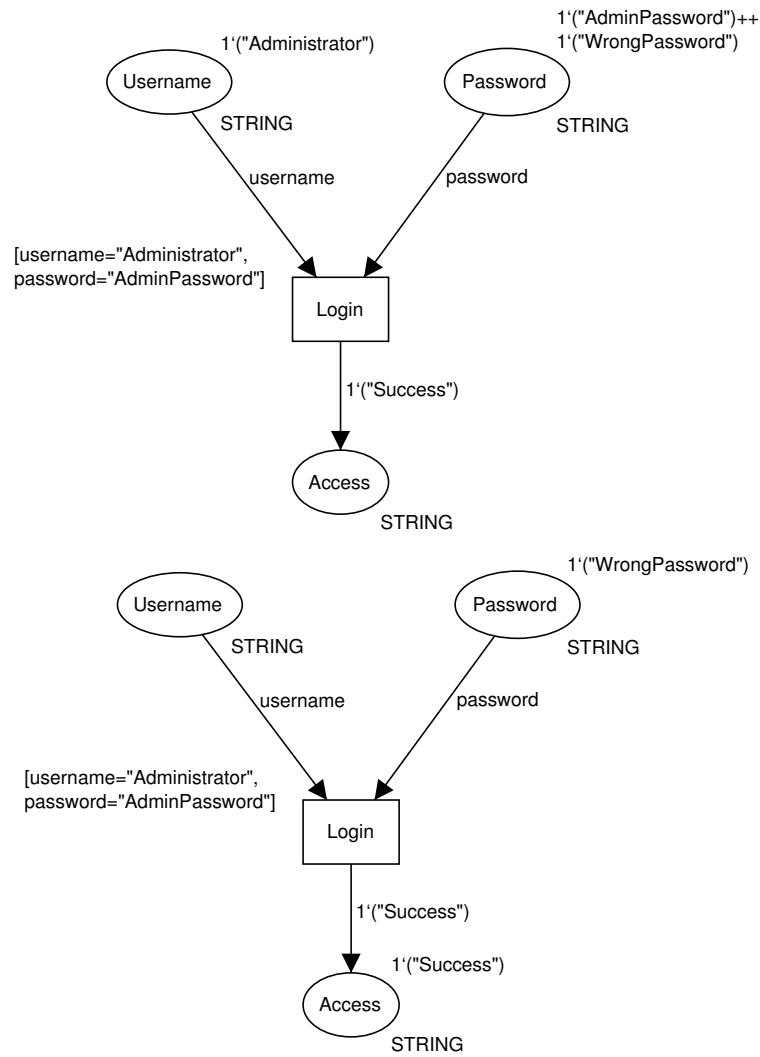 1‘("Administrator")
1‘("AdminPassword")++
1‘("WrongPassword")
Username
Password
STRING
STRING
username
password
[username="Administrator",
password="AdminPassword"]
Login
1‘("Success")
Access
STRING
1‘("WrongPassword")
Username
Password
STRING
STRING
username
password
[username="Administrator",
password="AdminPassword"]
Login
1‘("Success")
1‘("Success")
Access
STRING